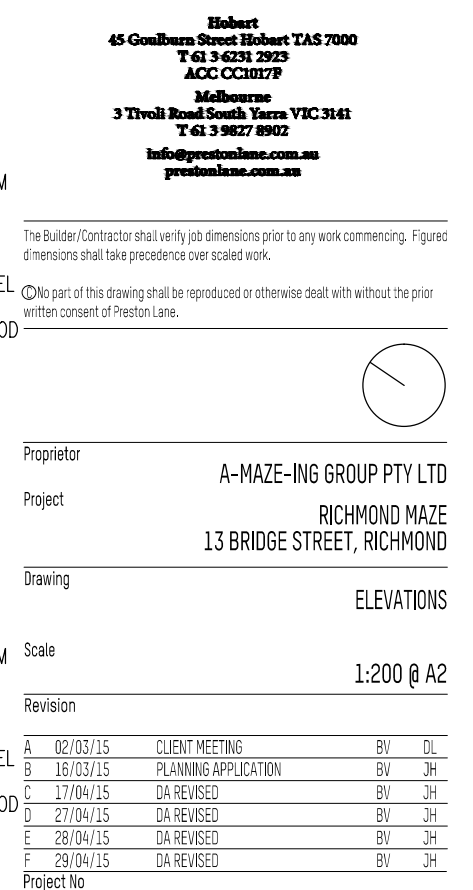 Hobart
45 Goulburn Street Hobart TAS 7000
T 61 3 6231 2923
ACC CC1017F
Melbourne
3 Tivoli Road South Yarra VIC 3141
T 61 3 9827 8902
info@prestonlane.com.au
prestonlane.com.au
M
The Builder/Contractor shall verify job dimensions prior to any work commencing. Figured
dimensions shall take precedence over scaled work.
EL
©No part of this drawing shall be reproduced or otherwise dealt with without the prior
written consent of Preston Lane.
OD
Proprietor
A-MAZE-ING GROUP PTY LTD
Project
RICHMOND MAZE
13 BRIDGE STREET, RICHMOND
Drawing
ELEVATIONS
M
Scale
1:200 @ A2
Revision
A 02/03/15 CLIENT MEETING BV DL
EL
B 16/03/15 PLANNING APPLICATION BV JH
C 17/04/15 DA REVISED BV JH
OD
D 27/04/15 DA REVISED BV JH
E 28/04/15 DA REVISED BV JH
F 29/04/15 DA REVISED BV JH
Project No